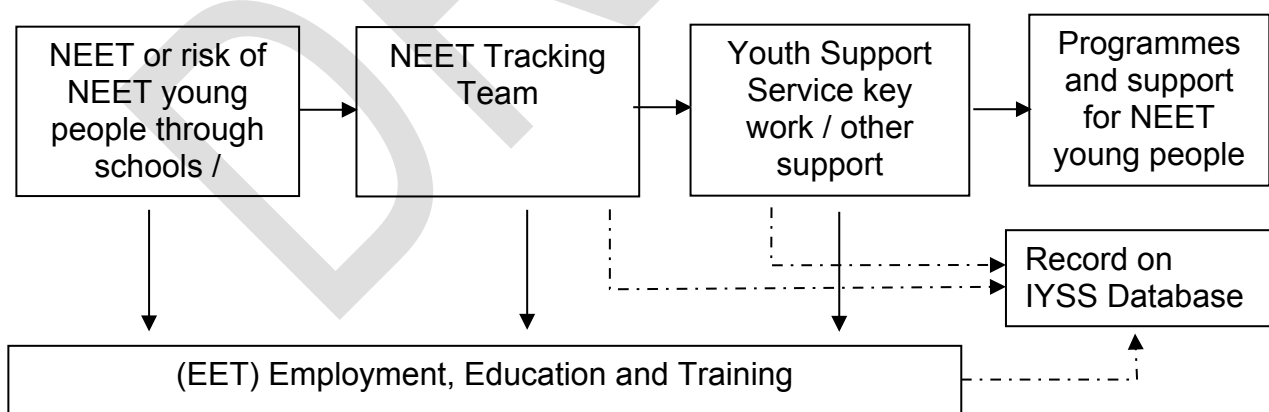 NEET or risk of
NEET young
people through
schools /
NEET Tracking
Team
Youth Support
Service key
work / other
support
Programmes
and support
for NEET
young people
Record on
IYSS Database
(EET) Employment, Education and Training